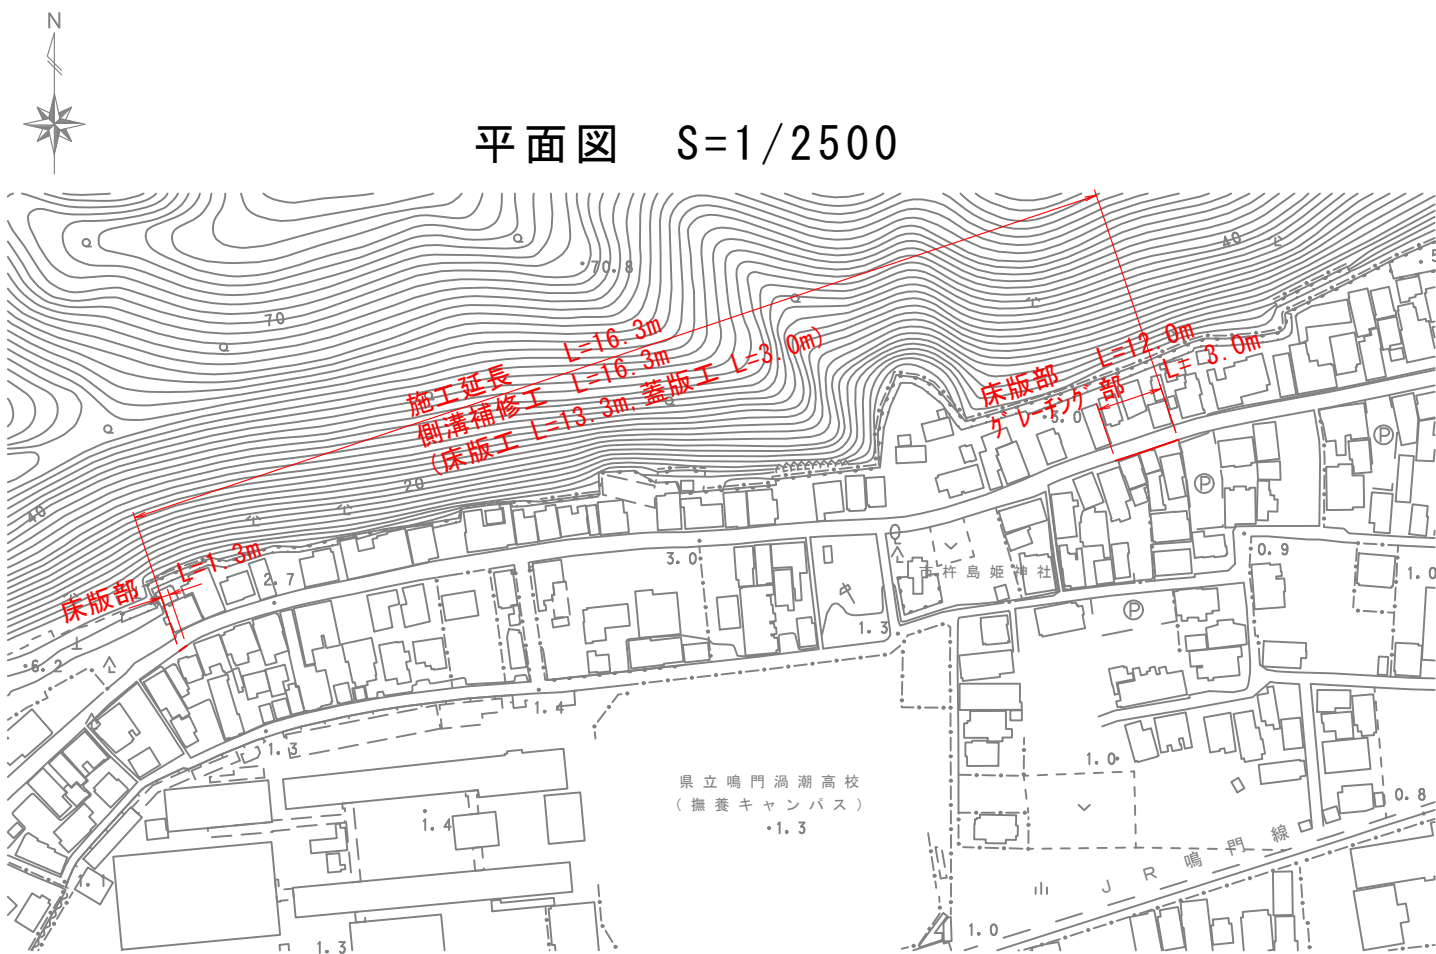 N
平面図 S=1/2500
40
5
70.8
70
施工延長 L=16.3m
側溝補修工 L=16.3m
(床版工 L=13.3m,蓋版工 L=3.0m)
床版部 L=12.0m
グレーチング部 L= 3.0m
3.0
20
40
P
P
床版部 L=1.3m
2.7
3.0
市杵島姫神社
0.9
1.0
P
1.3
6.2
1.4
1.3
1.0
県立鳴門渦潮高校
(撫養キャンパス)
1.3
1.4
0.8
JR鳴門線
1.1
1.0
1.3